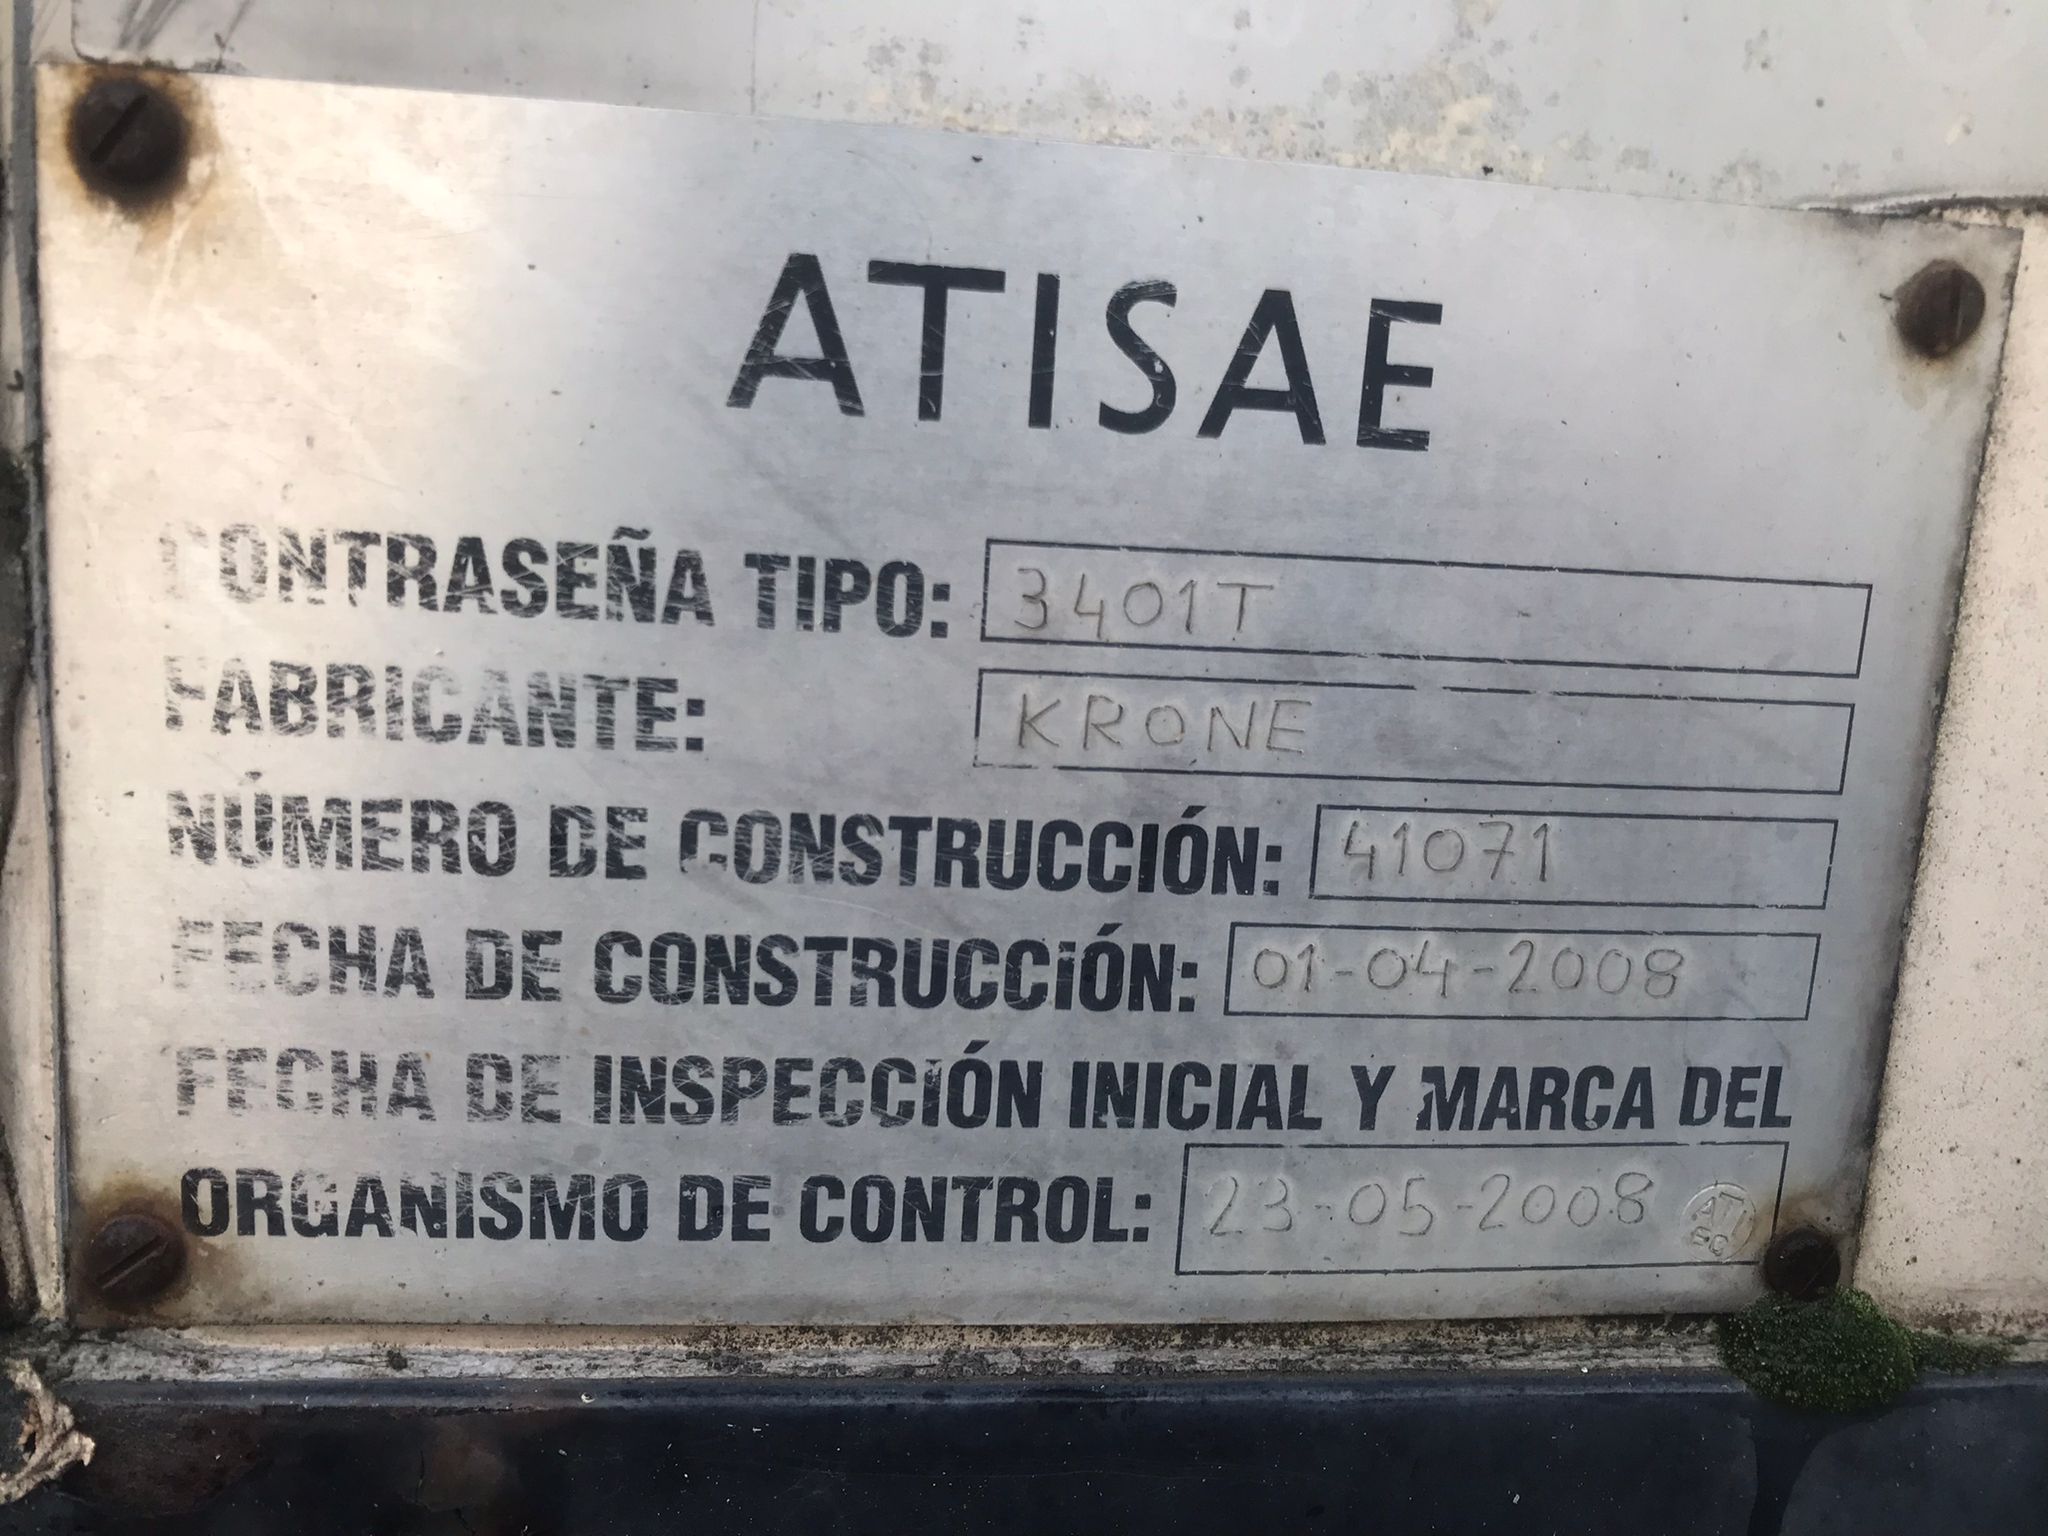 ATISAE
CONTRASEÑA TIPO: 3401T
FABRICANTE: KRONE
NÚMERO DE CONSTRUCCIÓN: 41071
FECHA DE CONSTRUCCIÓN: 01-04-2008
FECHA DE INSPECCIÓN INICIAL Y MARCA DEL
ORGANISMO DE CONTROL: 23-05-2008